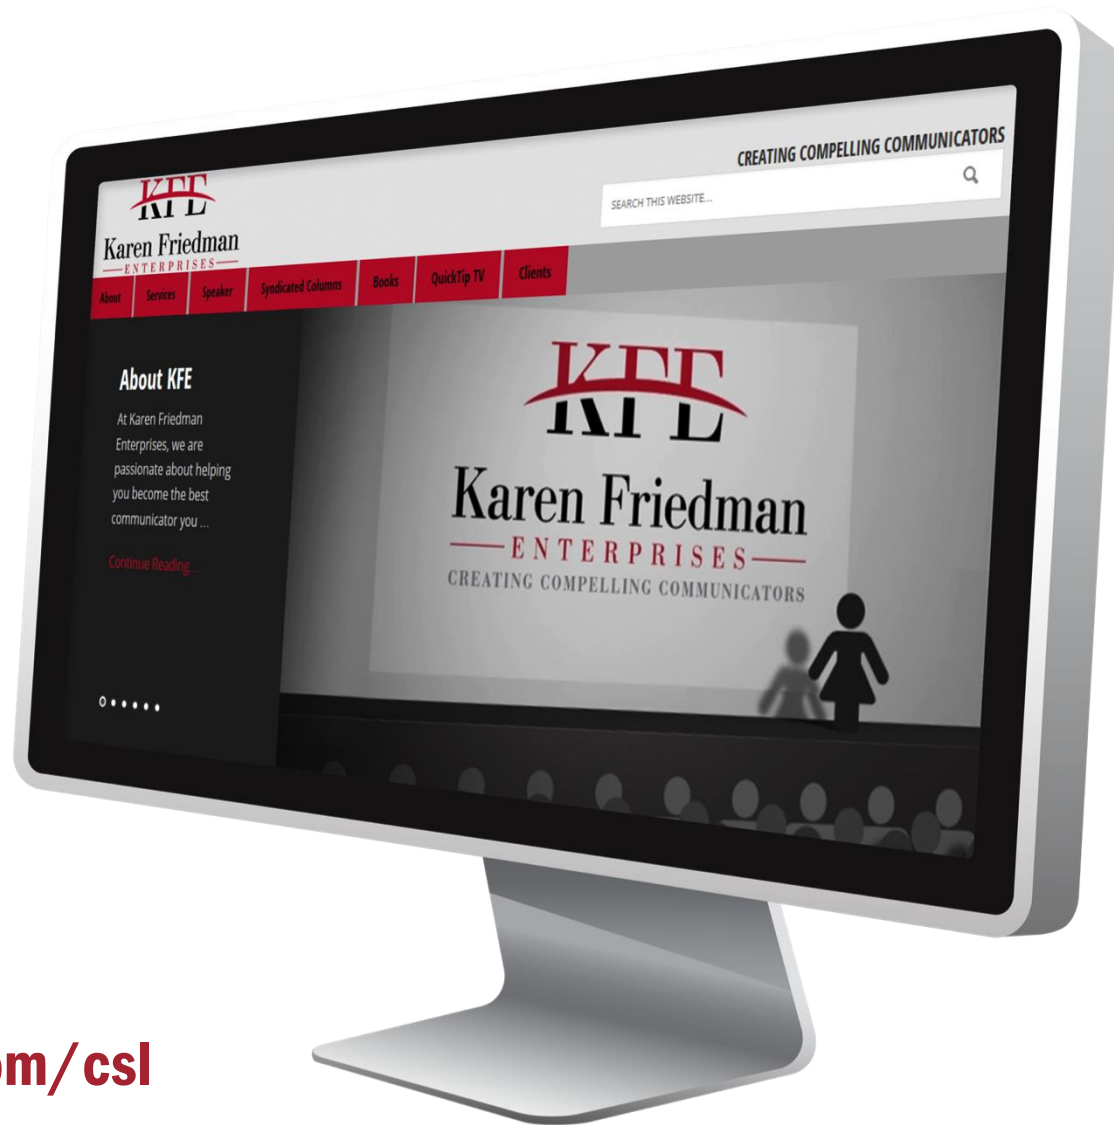 CREATING COMPELLING COMMUNICATORS
KFE
Karen Friedman
ENTERPRISES
SEARCH THIS WEBSITE...
About
Services
Speaker
Syndicated Columns
Books
QuickTip TV
Clients
About KFE
At Karen Friedman
Enterprises, we are
passionate about helping
you become the best
communicator you ...
Continue Reading...
KFE
Karen Friedman
ENTERPRISES
CREATING COMPELLING COMMUNICATORS
om/csl